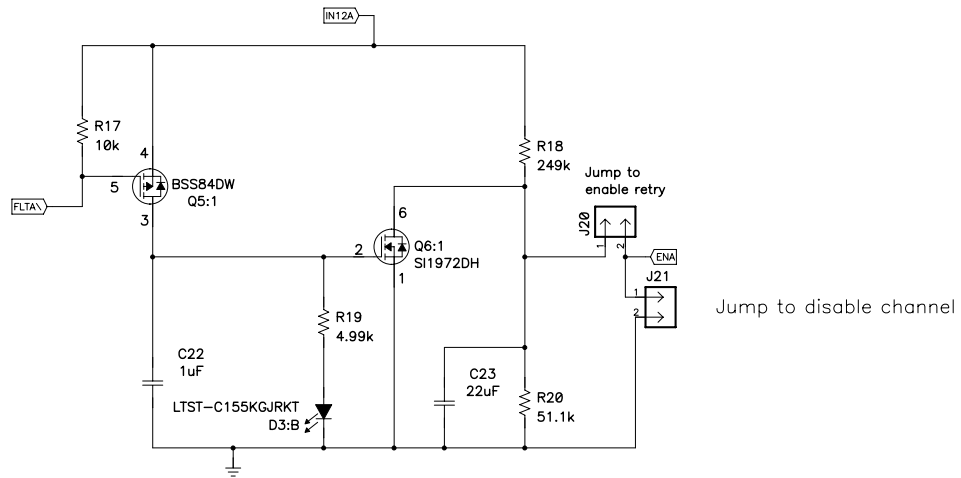 IN12A
R17
10k
4
5
BSS84DW
Q5:1
3
FLTA\
R18
249k
Jump to
enable retry
J20
1
2
ENA
J21
1
2
Jump to disable channel
6
2
Q6:1
SI1972DH
1
R19
4.99k
C22
1uF
C23
22uF
LTST-C155KGJRKT
D3:B
R20
51.1k